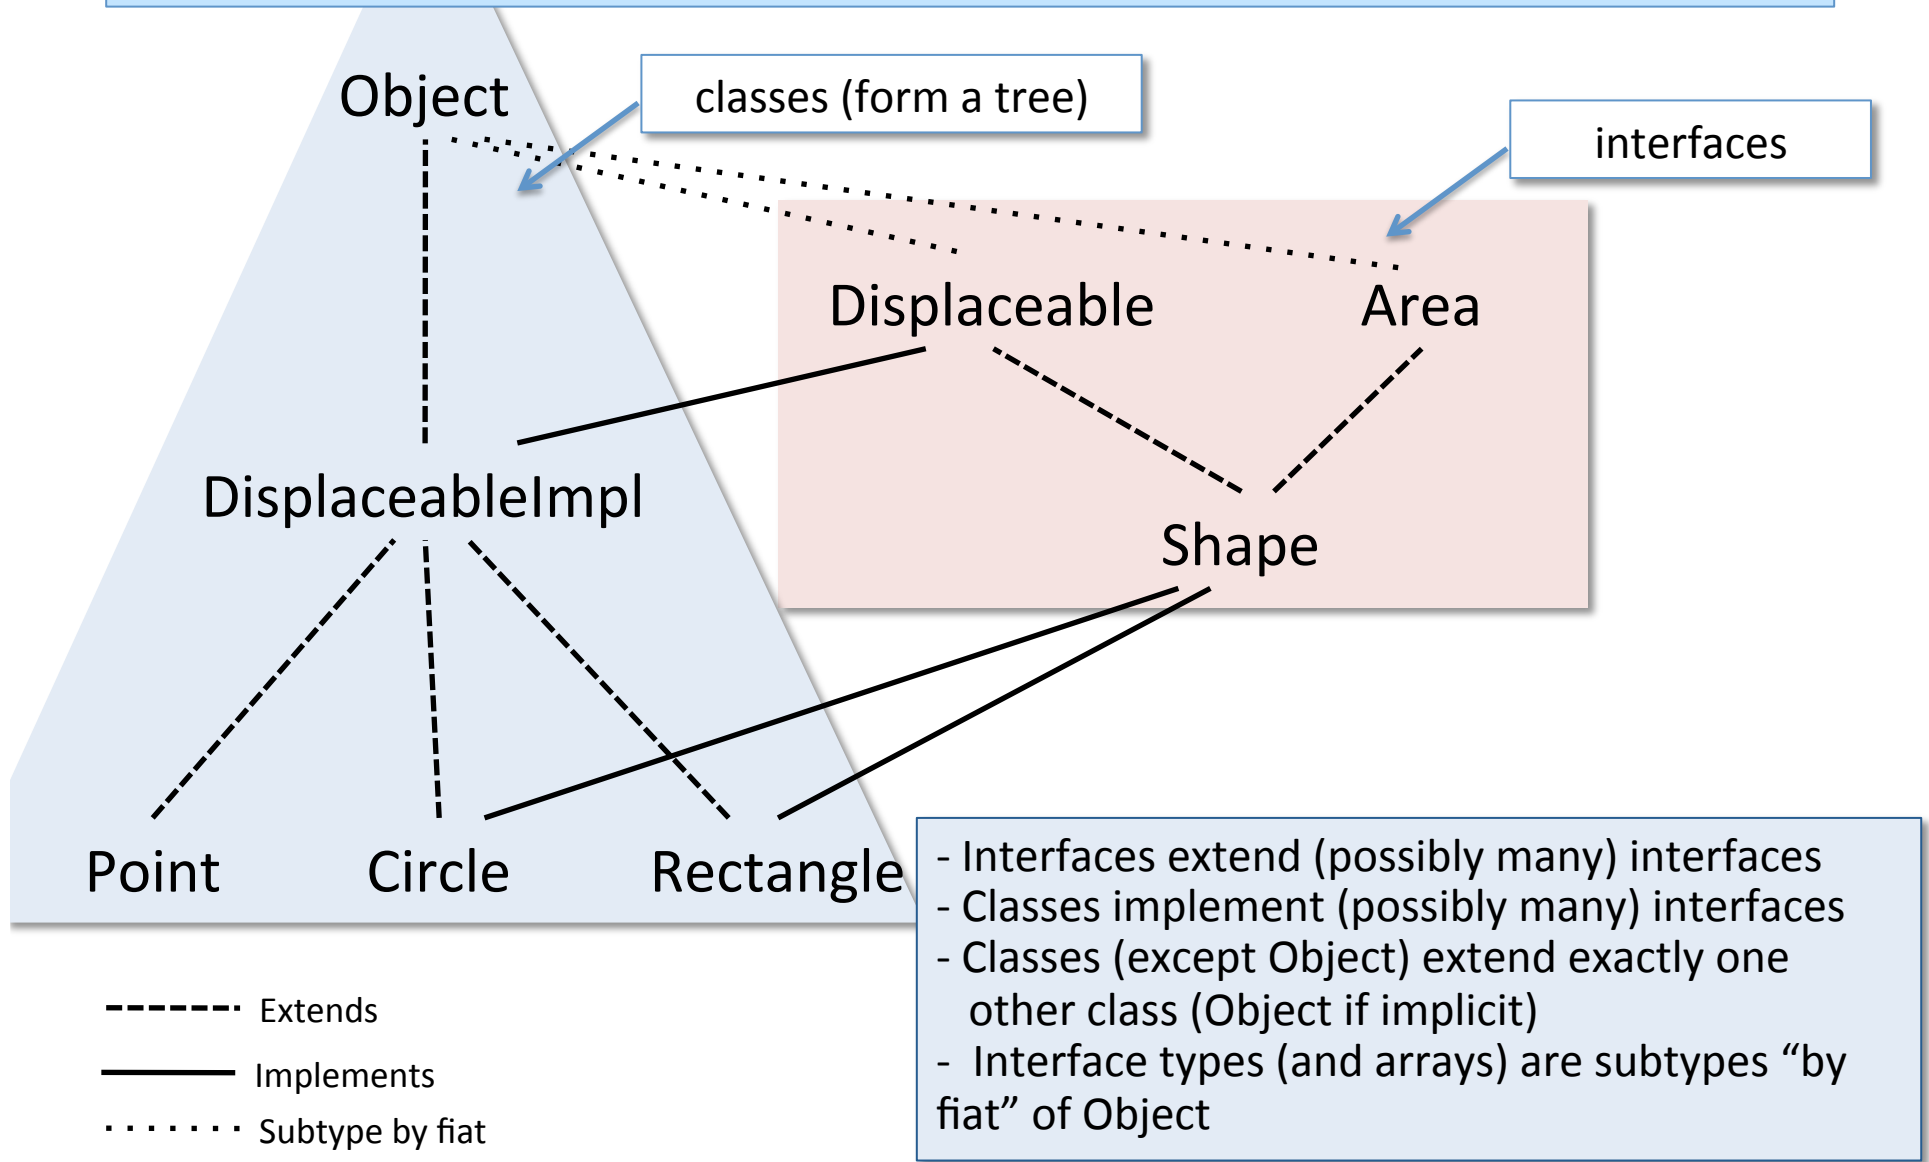 Object
classes (form a tree)
interfaces
Displaceable
Area
DisplaceableImpl
Shape
Point
Circle
Rectangle
- Interfaces extend (possibly many) interfaces
- Classes implement (possibly many) interfaces
- Classes (except Object) extend exactly one
other class (Object if implicit)
- Interface types (and arrays) are subtypes “by
fiat” of Object
Extends
Implements
Subtype by fiat